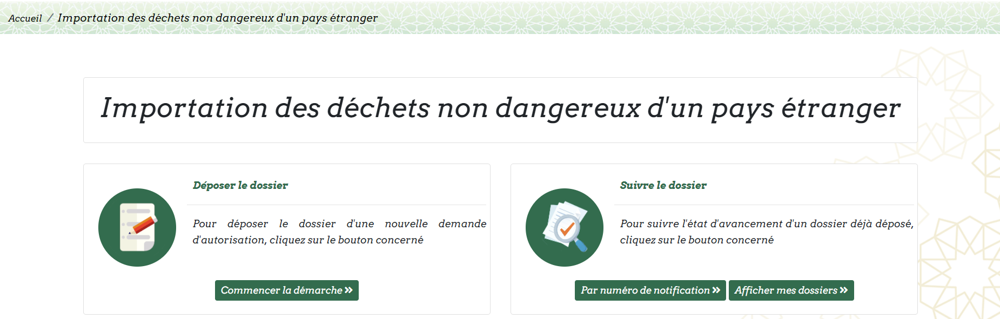 Accueil / Importation des déchets non dangereux d'un pays étranger
Importation des déchets non dangereux d'un pays étranger
Déposer le dossier
Pour déposer le dossier d'une nouvelle demande
d'autorisation, cliquez sur le bouton concerné
Commencer la démarche »
Suivre le dossier
Pour suivre l'état d'avancement d'un dossier déjà déposé,
cliquez sur le bouton concerné
Par numéro de notification » Afficher mes dossiers »